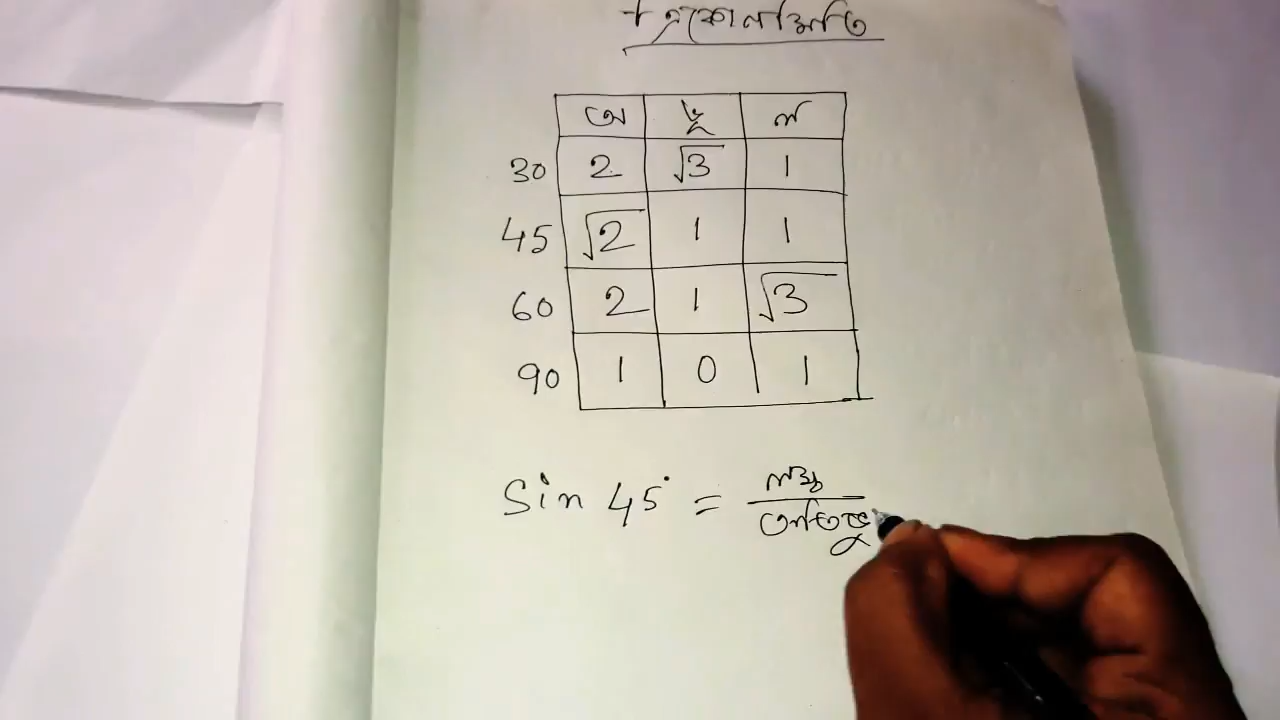 ত্রিকোণমিতি
অ ভূ ল
30 2 √3 1
45 √2 1 1
60 2 1 √3
90 1 0 1
Sin 45° = লম্ব
অতিভু